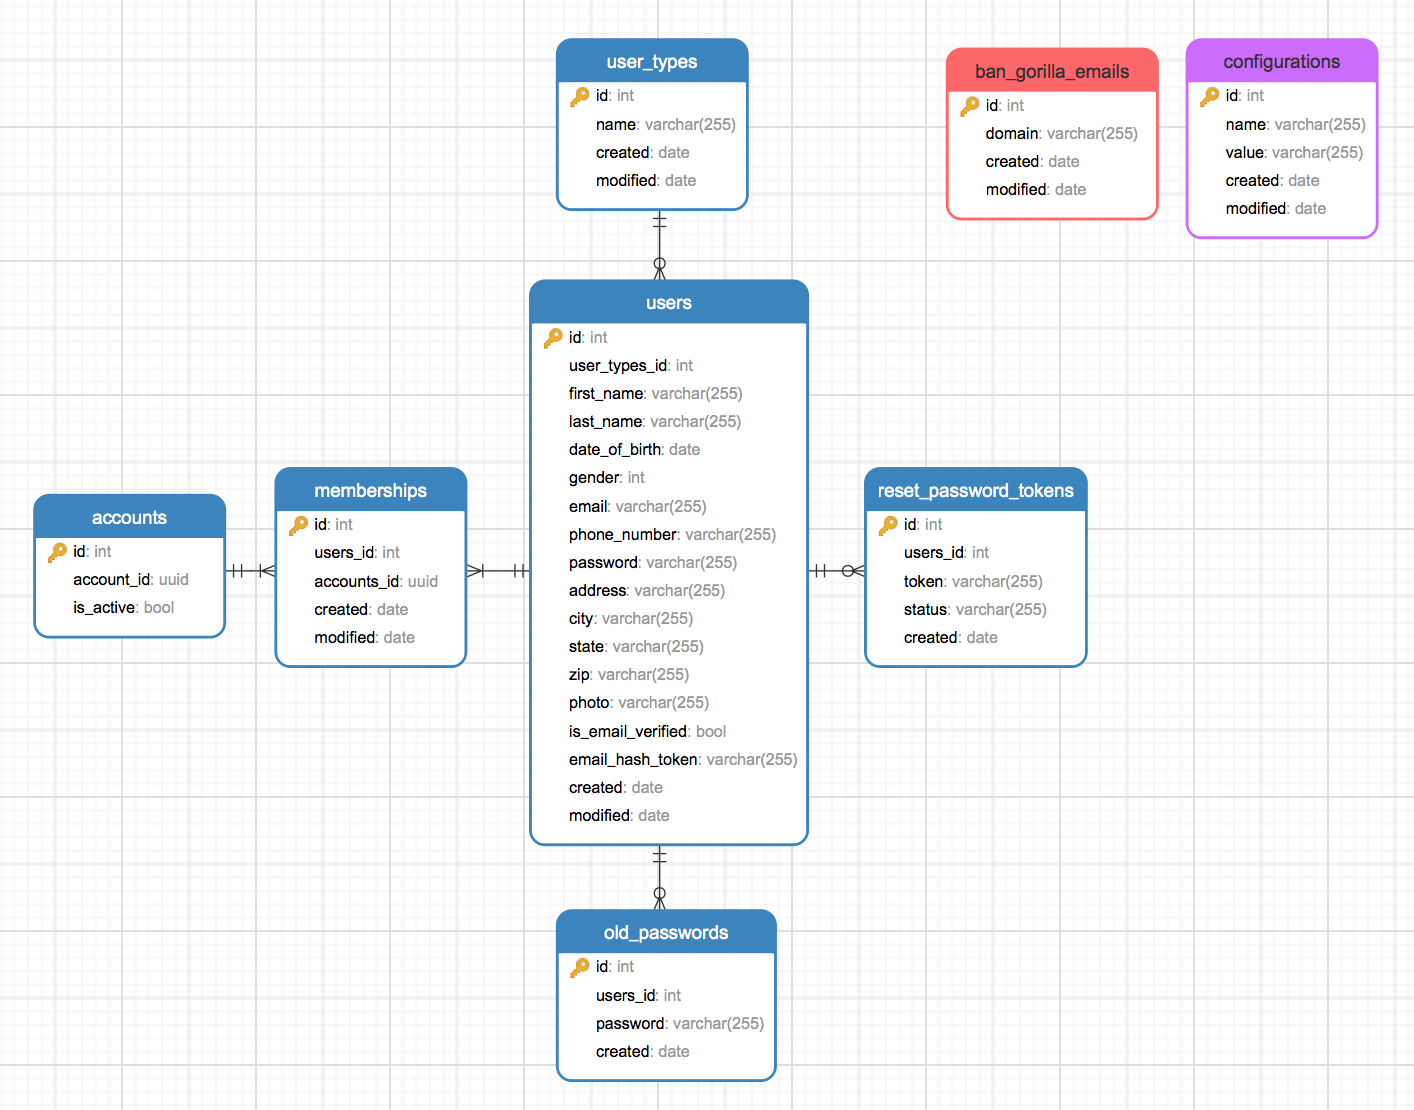 user_types
id: int
name: varchar(255)
created: date
modified: date
ban_gorilla_emails
id: int
domain: varchar(255)
created: date
modified: date
configurations
id: int
name: varchar(255)
value: varchar(255)
created: date
modified: date
users
id: int
user_types_id: int
first_name: varchar(255)
last_name: varchar(255)
date_of_birth: date
gender: int
email: varchar(255)
phone_number: varchar(255)
password: varchar(255)
address: varchar(255)
city: varchar(255)
state: varchar(255)
zip: varchar(255)
photo: varchar(255)
is_email_verified: bool
email_hash_token: varchar(255)
created: date
modified: date
accounts
id: int
account_id: uuid
is_active: bool
memberships
id: int
users_id: int
accounts_id: uuid
created: date
modified: date
reset_password_tokens
id: int
users_id: int
token: varchar(255)
status: varchar(255)
created: date
old_passwords
id: int
users_id: int
password: varchar(255)
created: date